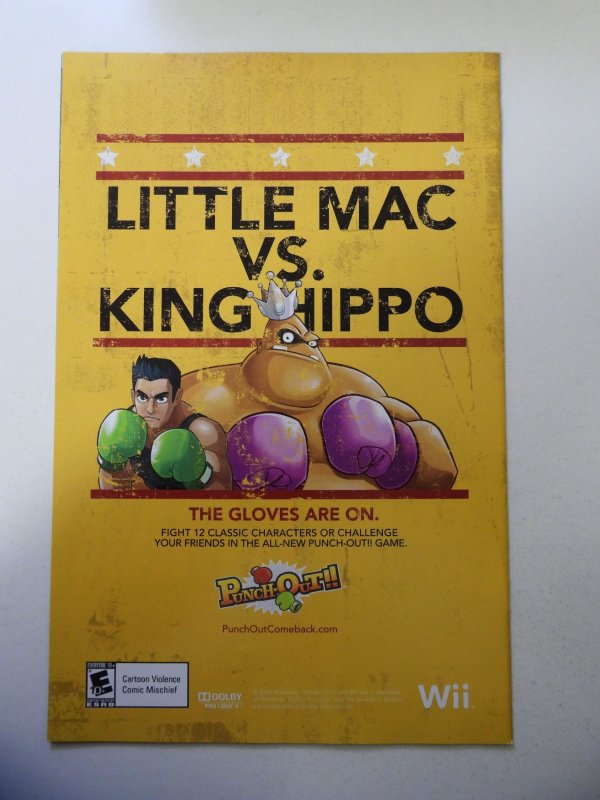 LITTLE MAC
VS.
KING HIPPO
THE GLOVES ARE ON.
FIGHT 12 CLASSIC CHARACTERS OR CHALLENGE
YOUR FRIENDS IN THE ALL-NEW PUNCH-OUT!! GAME.
PUNCH-OUT!!
PunchOutComeback.com
EVERYONE 10+
E
10+
ESRB
Cartoon Violence
Comic Mischief
DOLBY
PRO LOGIC II
Wii